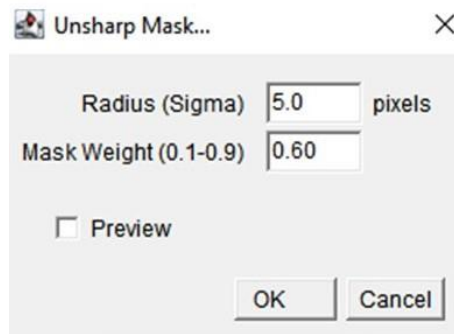 Unsharp Mask...
Radius (Sigma) 5.0 pixels
Mask Weight (0.1-0.9) 0.60
Preview
OK Cancel